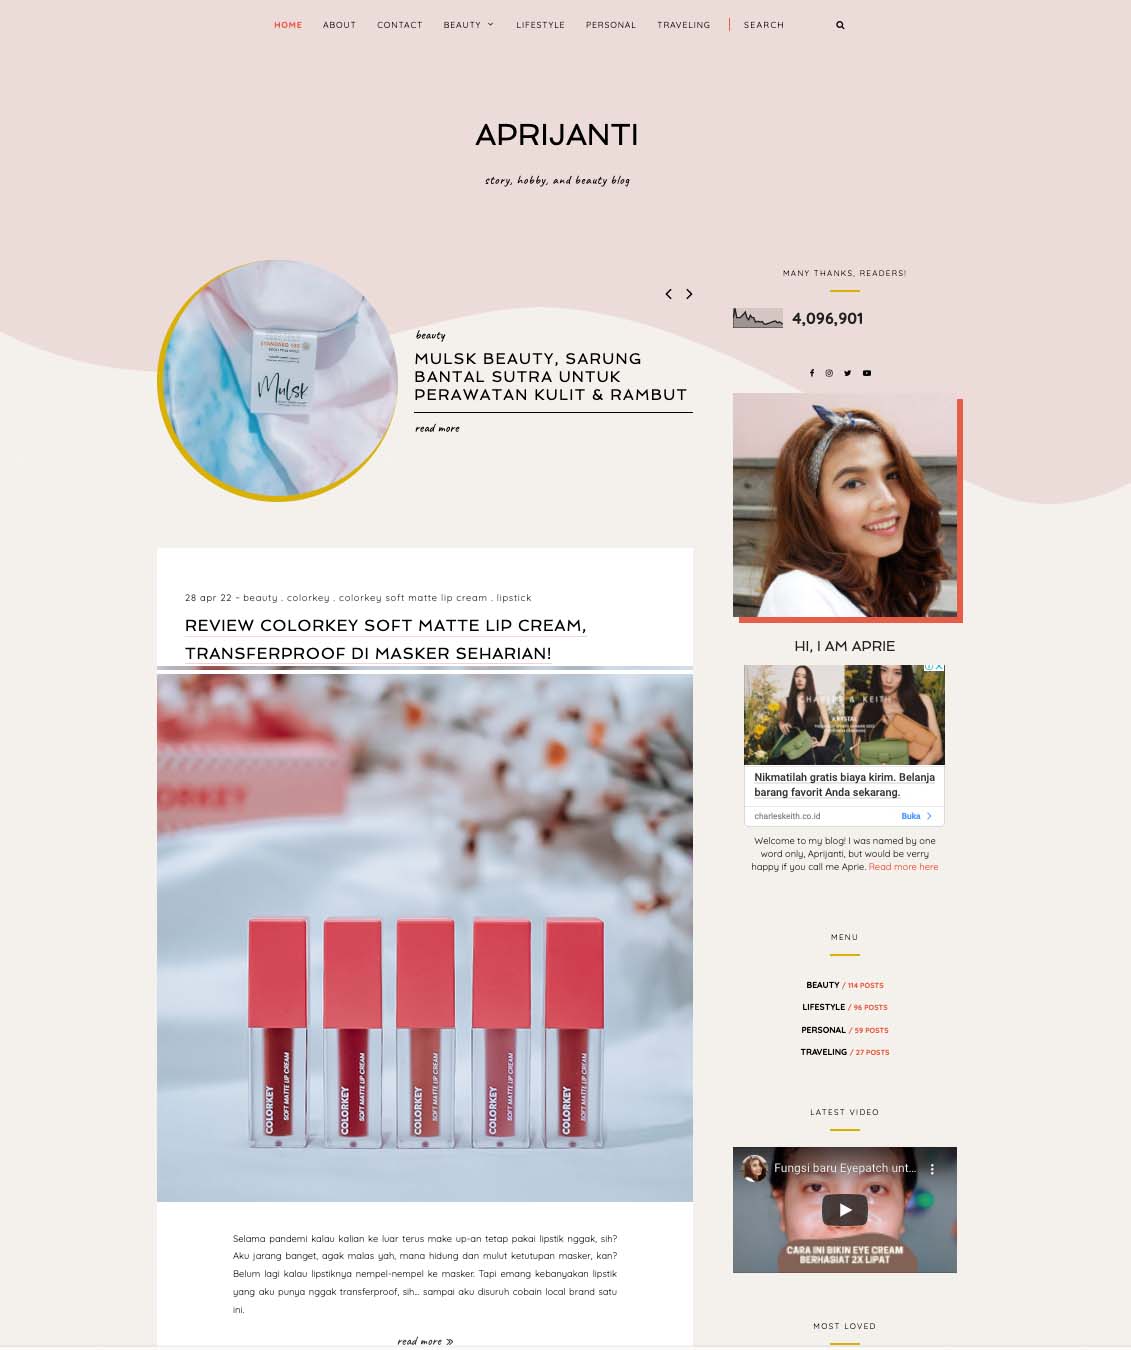 HOME ABOUT CONTACT BEAUTY LIFESTYLE PERSONAL TRAVELING SEARCH
APRIJANTI
story, hobby, and beauty blog
beauty
MULSK BEAUTY, SARUNG
BANTAL SUTRA UNTUK
PERAWATAN KULIT & RAMBUT
read more
Mulsk
28 apr 22 - beauty . colorkey . colorkey soft matte lip cream . lipstick
REVIEW COLORKEY SOFT MATTE LIP CREAM,
TRANSFERPROOF DI MASKER SEHARIAN!
ORKEY
COLORKEY
SOFT MATTE LIP CREAM
COLORKEY
SOFT MATTE LIP CREAM
COLORKEY
SOFT MATTE LIP CREAM
COLORKEY
SOFT MATTE LIP CREAM
COLORKEY
SOFT MATTE LIP CREAM
Selama pandemi kalau kalian ke luar terus make up-an tetap pakai lipstik nggak, sih?
Aku jarang banget, agak malas yah, mana hidung dan mulut ketutupan masker, kan?
Belum lagi kalau lipstiknya nempel-nempel ke masker. Tapi emang kebanyakan lipstik
yang aku punya nggak transferproof, sih... sampai aku disuruh cobain local brand satu
ini.
read more »
MANY THANKS, READERS!
4,096,901
HI, I AM APRIE
CHARLES & KEITH
KRYSTAL
Nikmatilah gratis biaya kirim. Belanja
barang favorit Anda sekarang.
charleskeith.co.id Buka
Welcome to my blog! I was named by one
word only, Aprijanti, but would be verry
happy if you call me Aprie. Read more here
MENU
BEAUTY / 114 POSTS
LIFESTYLE / 96 POSTS
PERSONAL / 59 POSTS
TRAVELING / 27 POSTS
LATEST VIDEO
Fungsi baru Eyepatch unt...
CARA INI BIKIN EYE CREAM
BERHASIAT 2X LIPAT
MOST LOVED